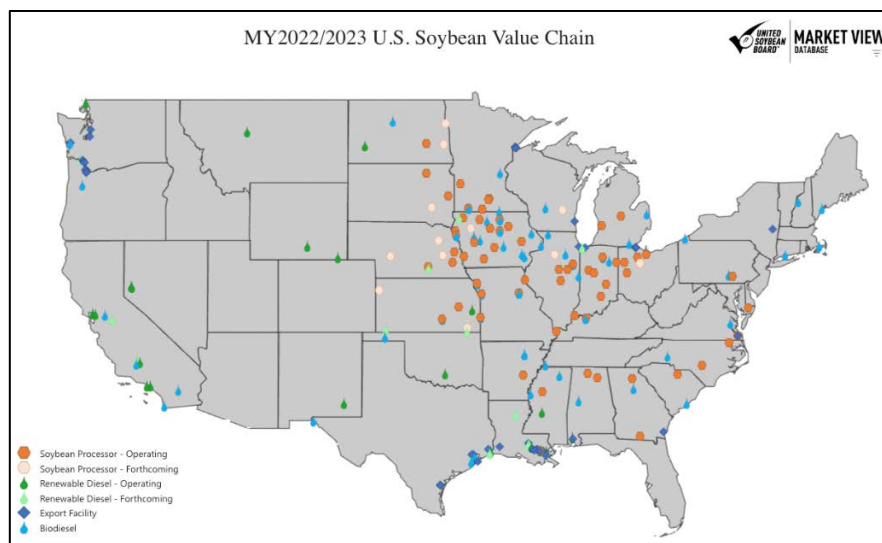 MY2022/2023 U.S. Soybean Value Chain
UNITED
SOYBEAN
BOARD
MARKET VIEW
DATABASE
Soybean Processor - Operating
Soybean Processor - Forthcoming
Renewable Diesel - Operating
Renewable Diesel - Forthcoming
Export Facility
Biodiesel